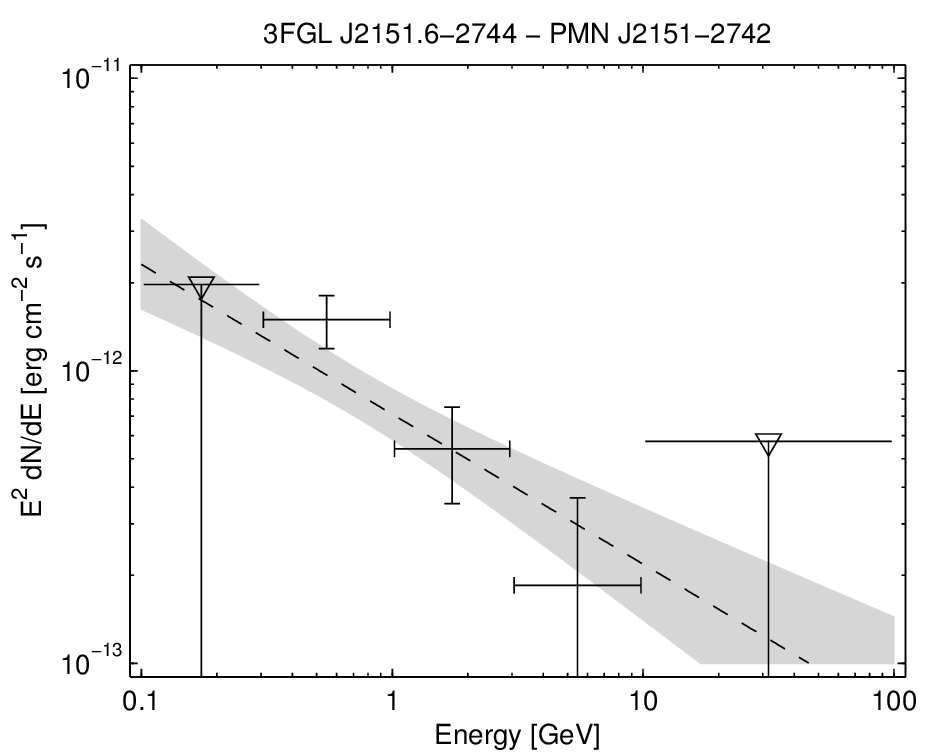 3FGL J2151.6−2744 − PMN J2151−2742
10⁻¹¹
10⁻¹²
10⁻¹³
E² dN/dE [erg cm⁻² s⁻¹]
0.1 1 10 100
Energy [GeV]